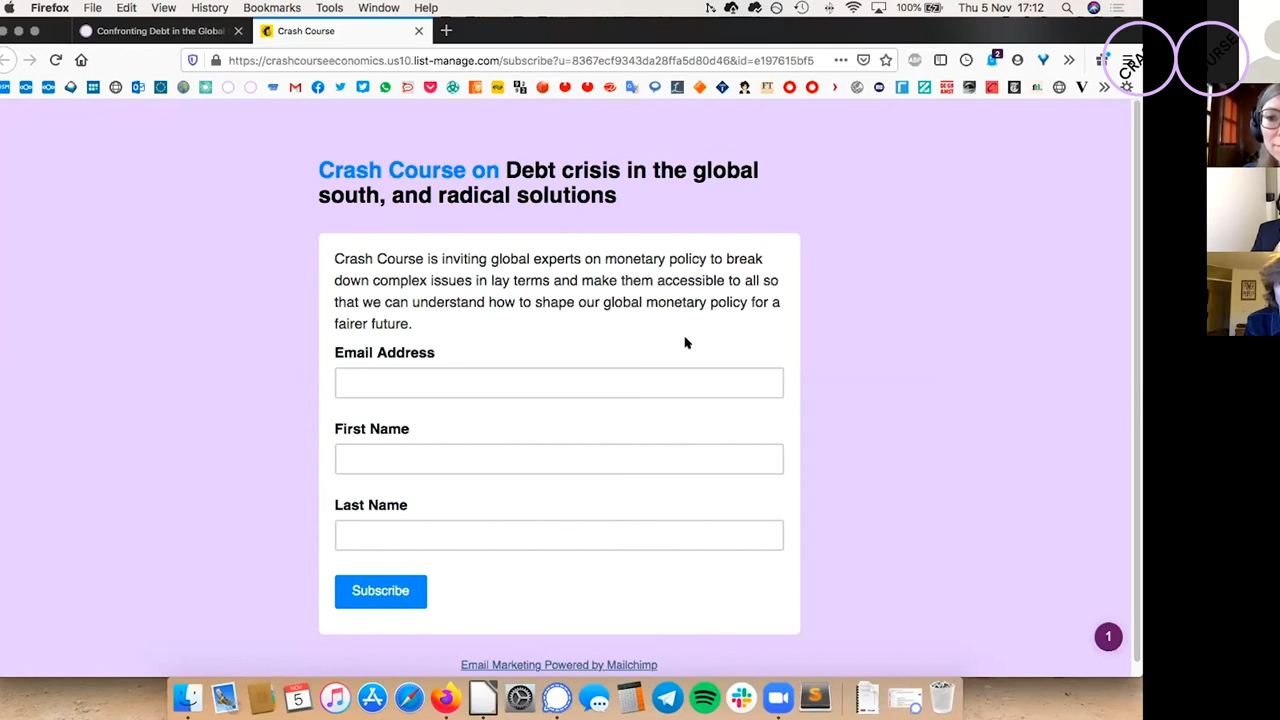 Firefox File Edit View History Bookmarks Tools Window Help 100% Thu 5 Nov 17:12
Confronting Debt in the Global
Crash Course
https://crashcourseeconomics.us10.list-manage.com/subscribe?u=8367ecf9343da28ffa5d80d46&id=e197615bf5
2
FT
Crash Course on Debt crisis in the global
south, and radical solutions
Crash Course is inviting global experts on monetary policy to break
down complex issues in lay terms and make them accessible to all so
that we can understand how to shape our global monetary policy for a
fairer future.
Email Address
First Name
Last Name
Subscribe
1
Email Marketing Powered by Mailchimp
NOV
5